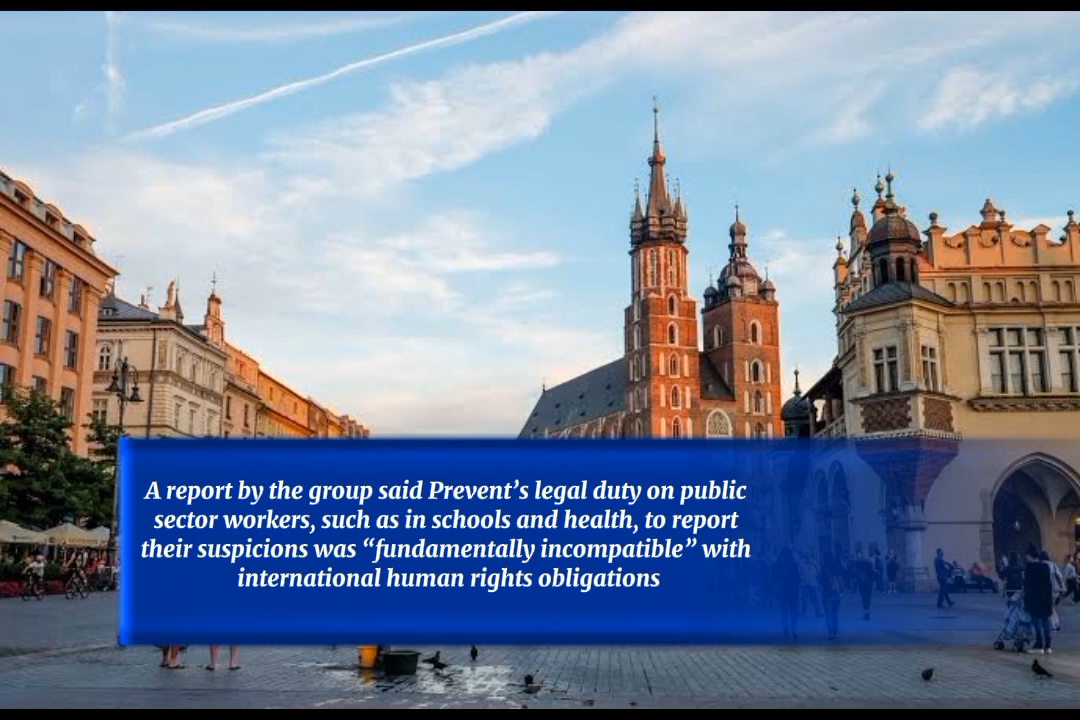 A report by the group said Prevent’s legal duty on public
sector workers, such as in schools and health, to report
their suspicions was “fundamentally incompatible” with
international human rights obligations